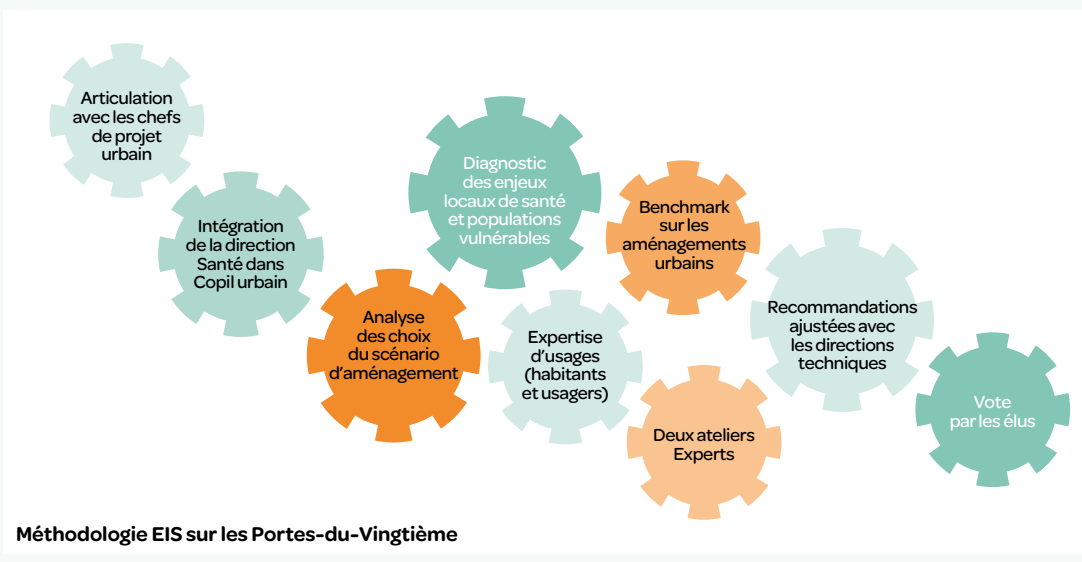 Articulation
avec les chefs
de projet
urbain
Intégration
de la direction
Santé dans
Copil urbain
Analyse
des choix
du scénario
d'aménagement
Diagnostic
des enjeux
locaux de santé
et populations
vulnérables
Expertise
d'usages
(habitants
et usagers)
Benchmark
sur les
aménagements
urbains
Deux ateliers
Experts
Recommandations
ajustées avec
les directions
techniques
Vote
par les élus
Méthodologie EIS sur les Portes-du-Vingtième